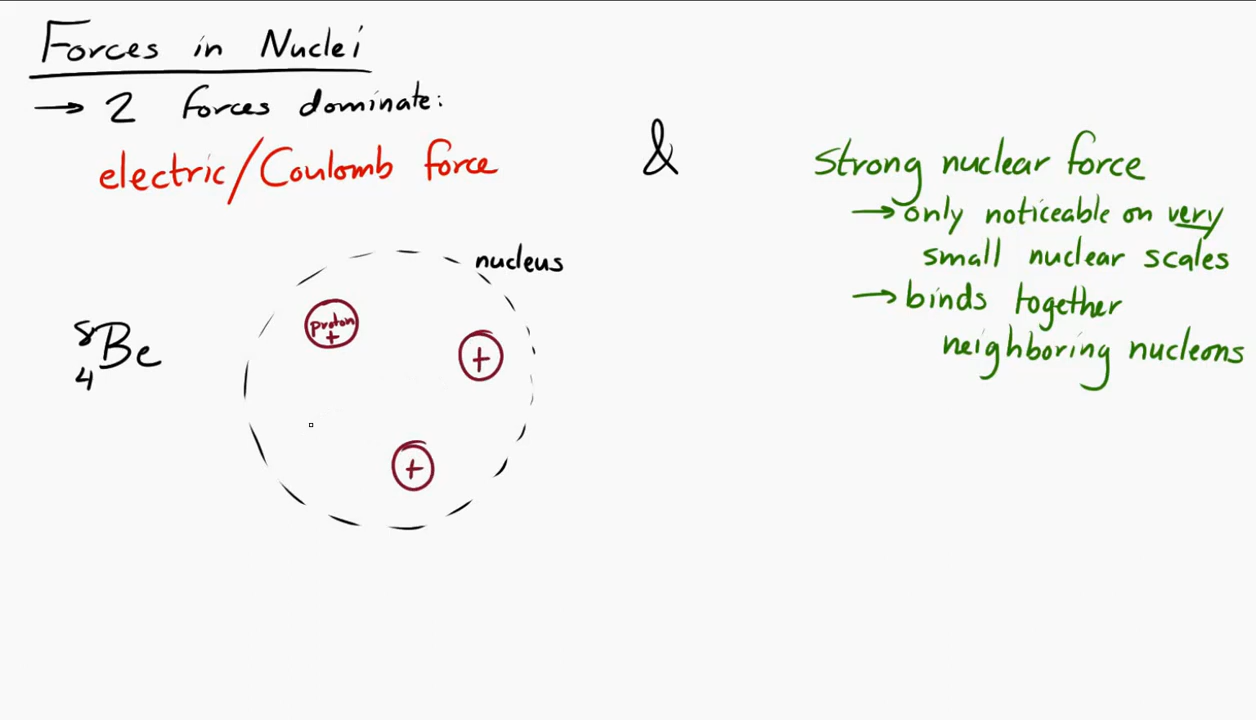 Forces in Nuclei
→ 2 forces dominate:
electric/Coulomb force
&
Strong nuclear force
→ only noticeable on very
small nuclear scales
→ binds together
neighboring nucleons
nucleus
proton
+
+
+
8
4
Be